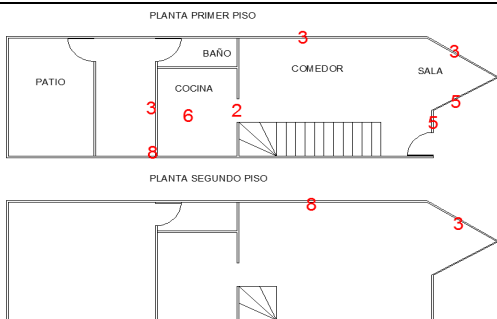 PLANTA PRIMER PISO
3
BAÑO
3
COMEDOR
SALA
PATIO
COCINA
3
6
2
5
5
8
PLANTA SEGUNDO PISO
8
3